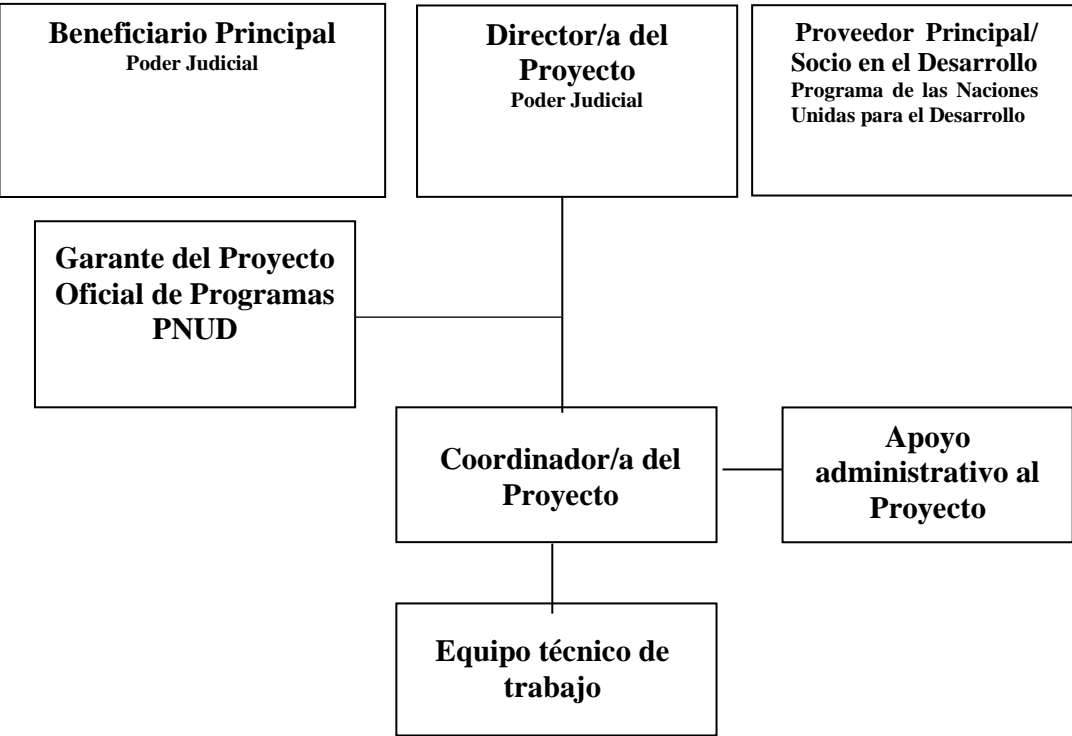 Beneficiario Principal
Poder Judicial
Director/a del
Proyecto
Poder Judicial
Proveedor Principal/
Socio en el Desarrollo
Programa de las Naciones
Unidas para el Desarrollo
Garante del Proyecto
Oficial de Programas
PNUD
Coordinador/a del
Proyecto
Apoyo
administrativo al
Proyecto
Equipo técnico de
trabajo